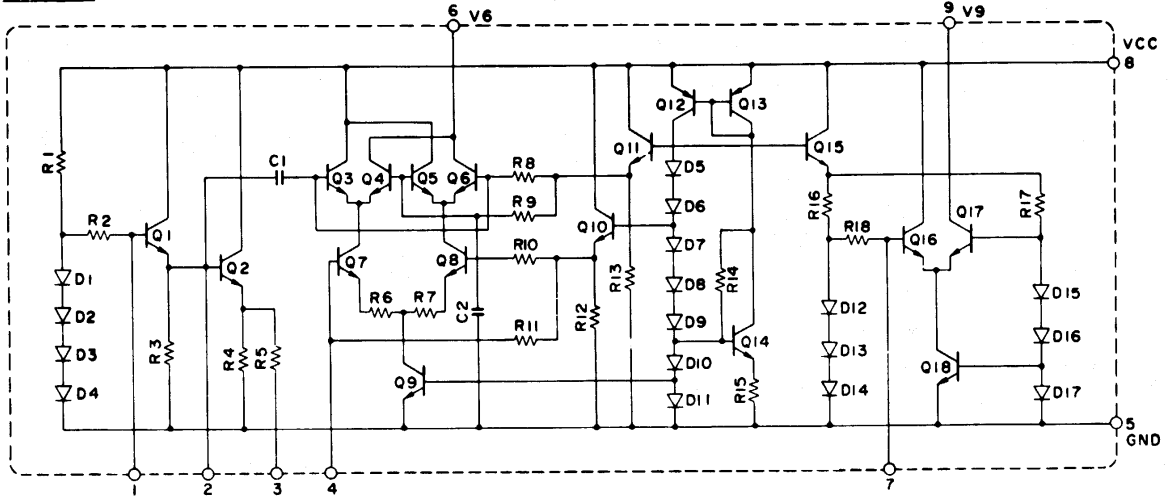 6 V6
9 V9
VCC
8
Q12
Q13
R1
C1
Q3
Q4
Q5
Q6
R8
Q11
Q15
D5
R9
R16
R17
R2
Q1
D6
Q10
R18
Q16
Q17
R10
D7
Q7
Q8
Q2
D1
R13
D8
R14
D15
D2
R6
R7
C2
R12
D9
D12
R11
Q14
D16
R3
R4
R5
D3
D10
D13
Q18
Q9
D4
D11
R15
D14
D17
5
GND
1
2
3
4
7